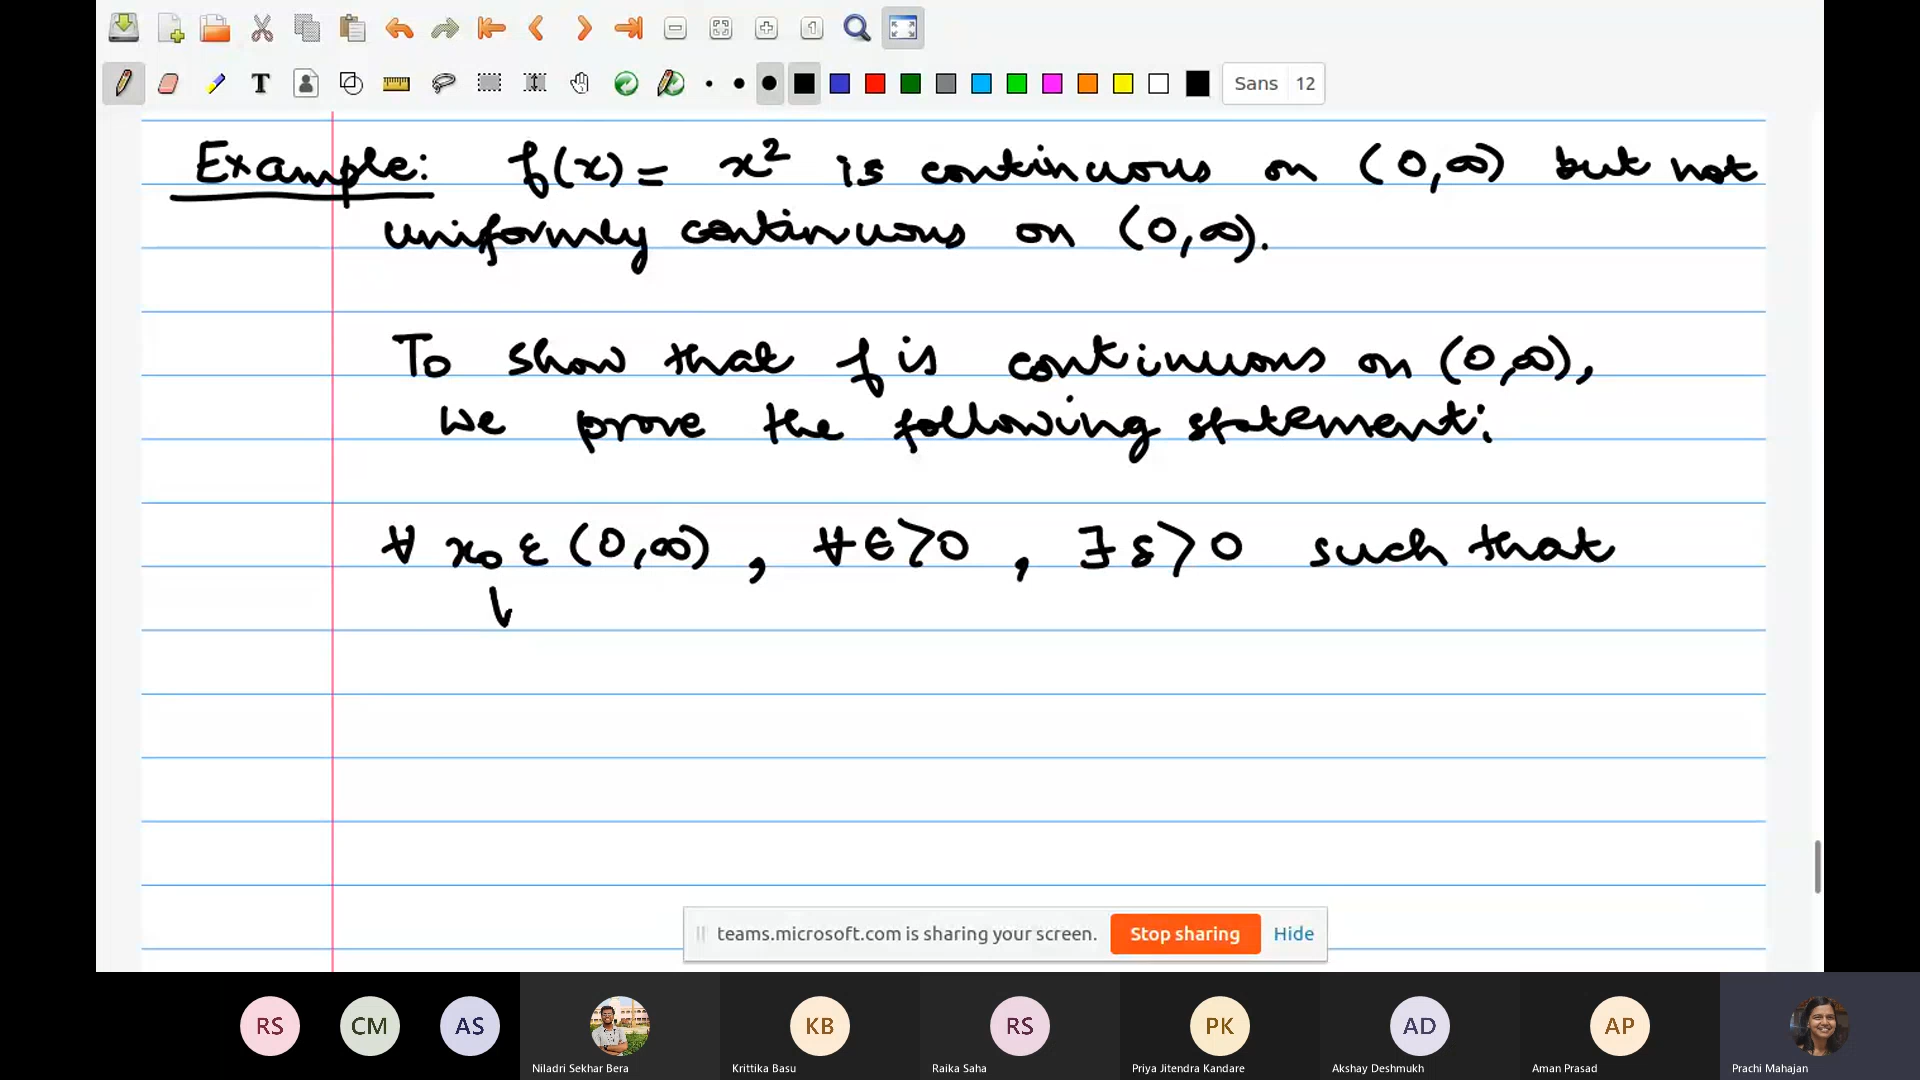 Sans 12
Example: f(x) = x² is continuous on (0,∞) but not
uniformly continuous on (0,∞).
To show that f is continuous on (0,∞),
We prove the following statement:
∀ x₀ ε (0,∞), ∀ ϵ>0, ∃ δ>0 such that
↓
teams.microsoft.com is sharing your screen. Stop sharing Hide
RS CM AS KB RS PK AD AP
Niladri Sekhar Bera Krittika Basu Raika Saha Priya Jitendra Kandare Akshay Deshmukh Aman Prasad Prachi Mahajan